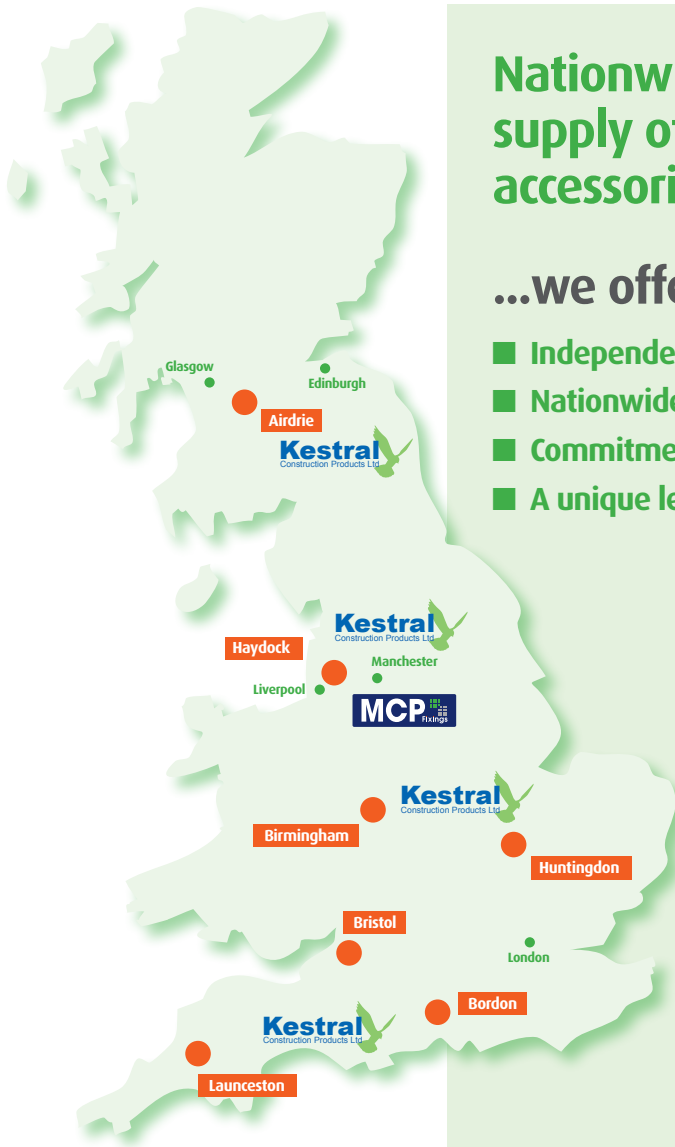 Nationw
supply of
accessori
...we offe
Independe
Nationwide
Commitme
A unique le
Glasgow
Edinburgh
Airdrie
Kestral
Construction Products Ltd
Kestral
Construction Products Ltd
Haydock
Manchester
Liverpool
MCP
Fixings
Kestral
Construction Products Ltd
Birmingham
Huntingdon
Bristol
London
Bordon
Kestral
Construction Products Ltd
Launceston